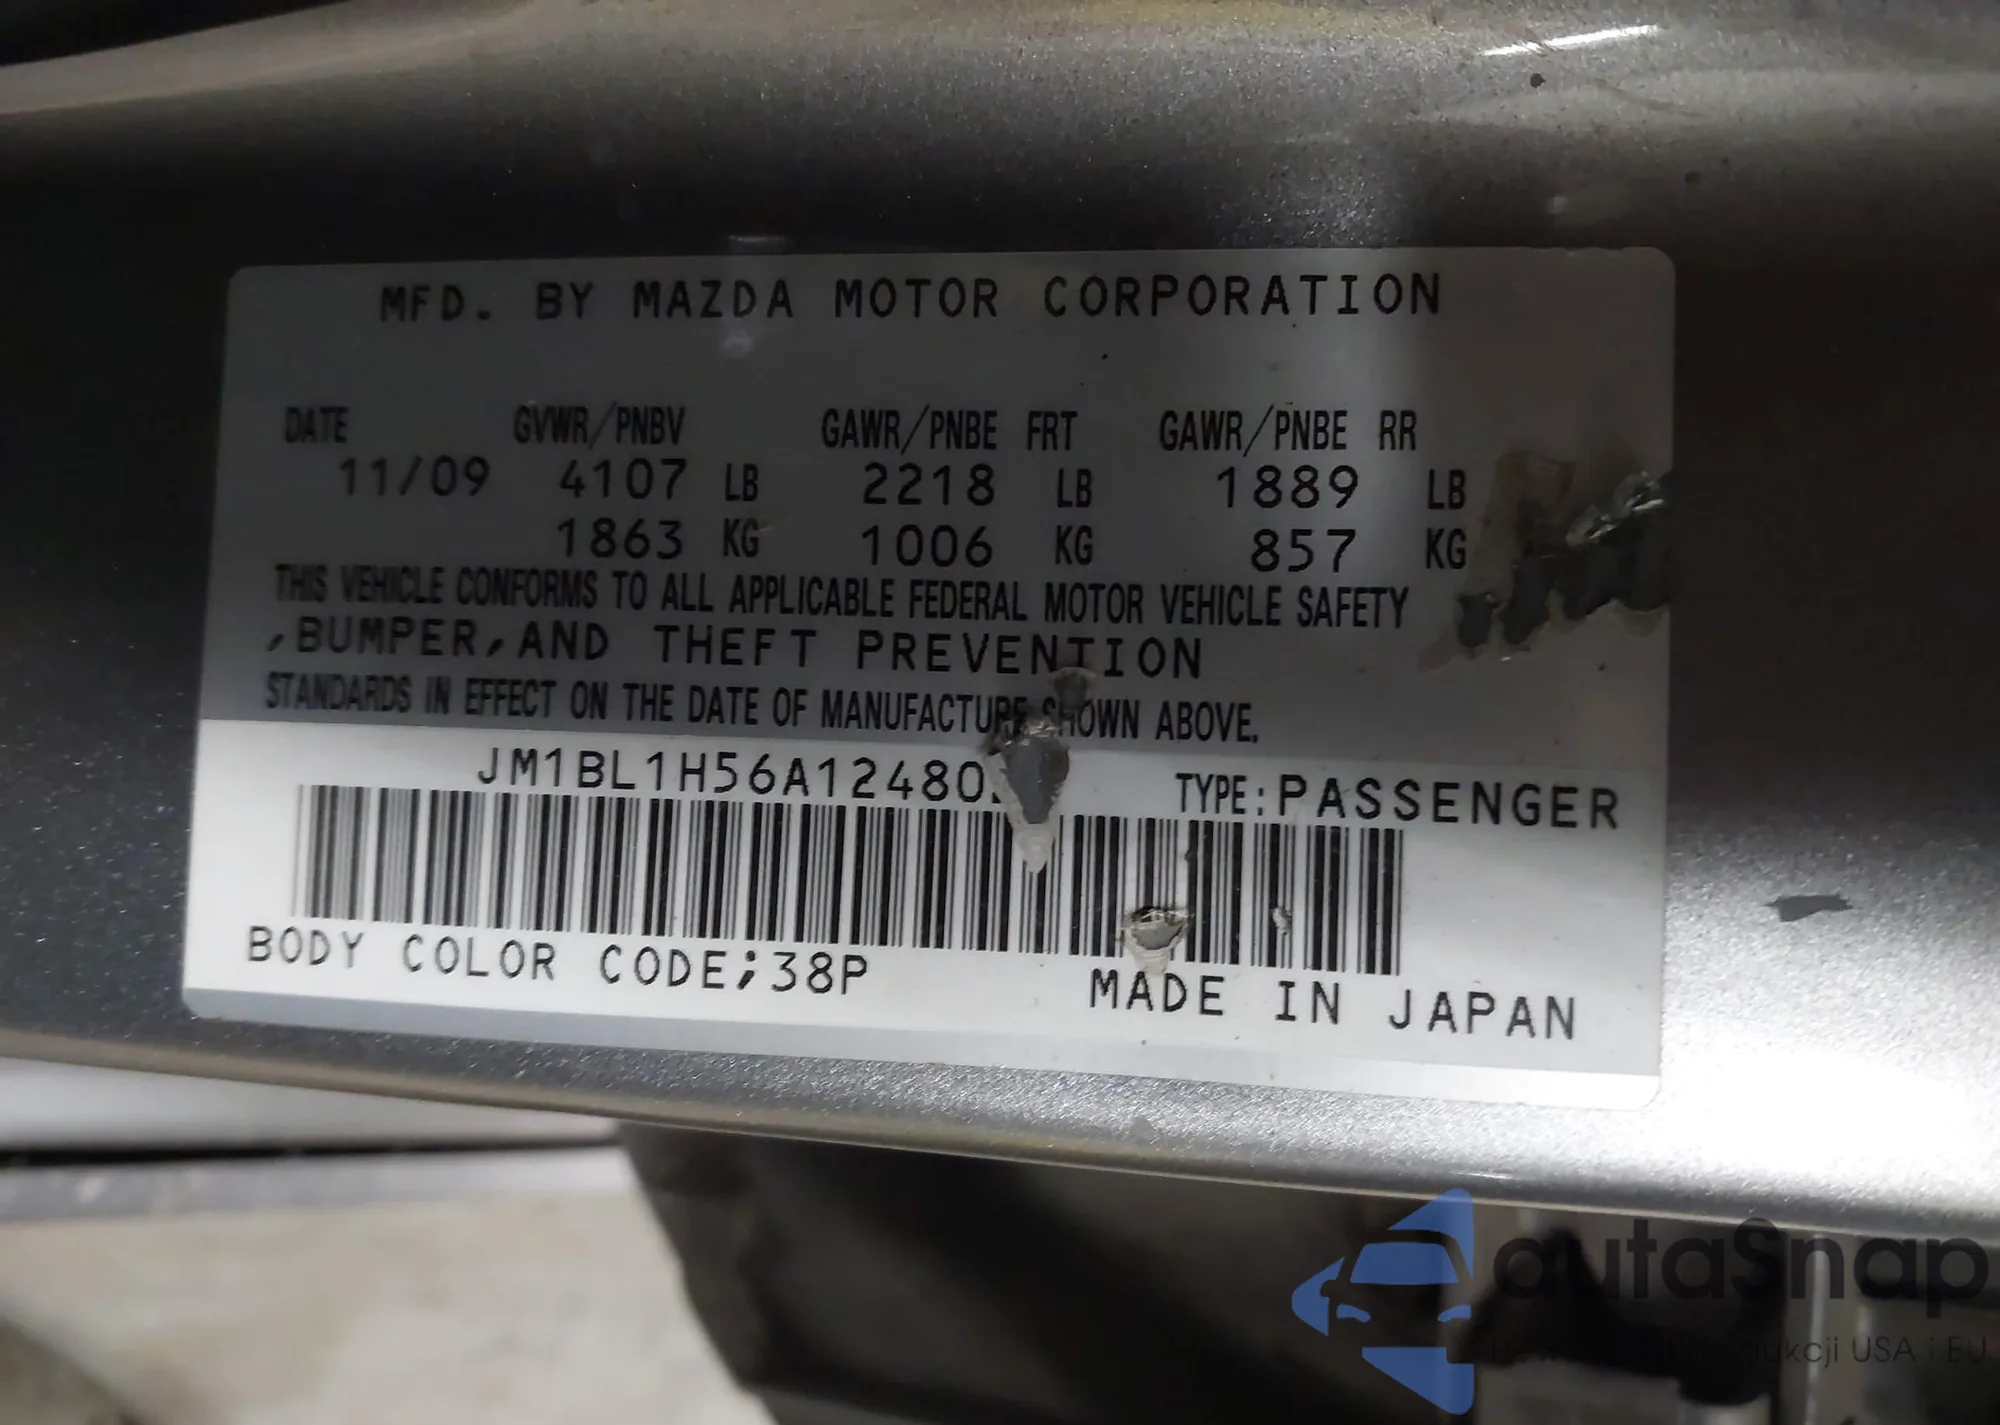 MFD. BY MAZDA MOTOR CORPORATION
DATE GVWR/PNBV GAWR/PNBE FRT GAWR/PNBE RR
11/09 4107 LB 2218 LB 1889 LB
1863 KG 1006 KG 857 KG
THIS VEHICLE CONFORMS TO ALL APPLICABLE FEDERAL MOTOR VEHICLE SAFETY
,BUMPER,AND THEFT PREVENTION
STANDARDS IN EFFECT ON THE DATE OF MANUFACTURE SHOWN ABOVE.
TYPE:PASSENGER
BODY COLOR CODE;38P MADE IN JAPAN
autaSnap
USA i EU